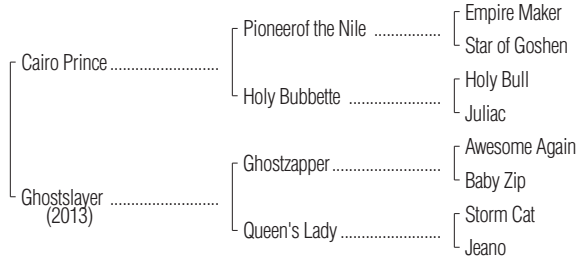 Empire Maker
Pioneerof the Nile ................
Star of Goshen
Cairo Prince ..........................
Holy Bull
Holy Bubbette ......................
Juliac
Awesome Again
Ghostzapper ..........................
Baby Zip
Ghostslayer ..........................
(2013)
Storm Cat
Queen's Lady ........................
Jeano